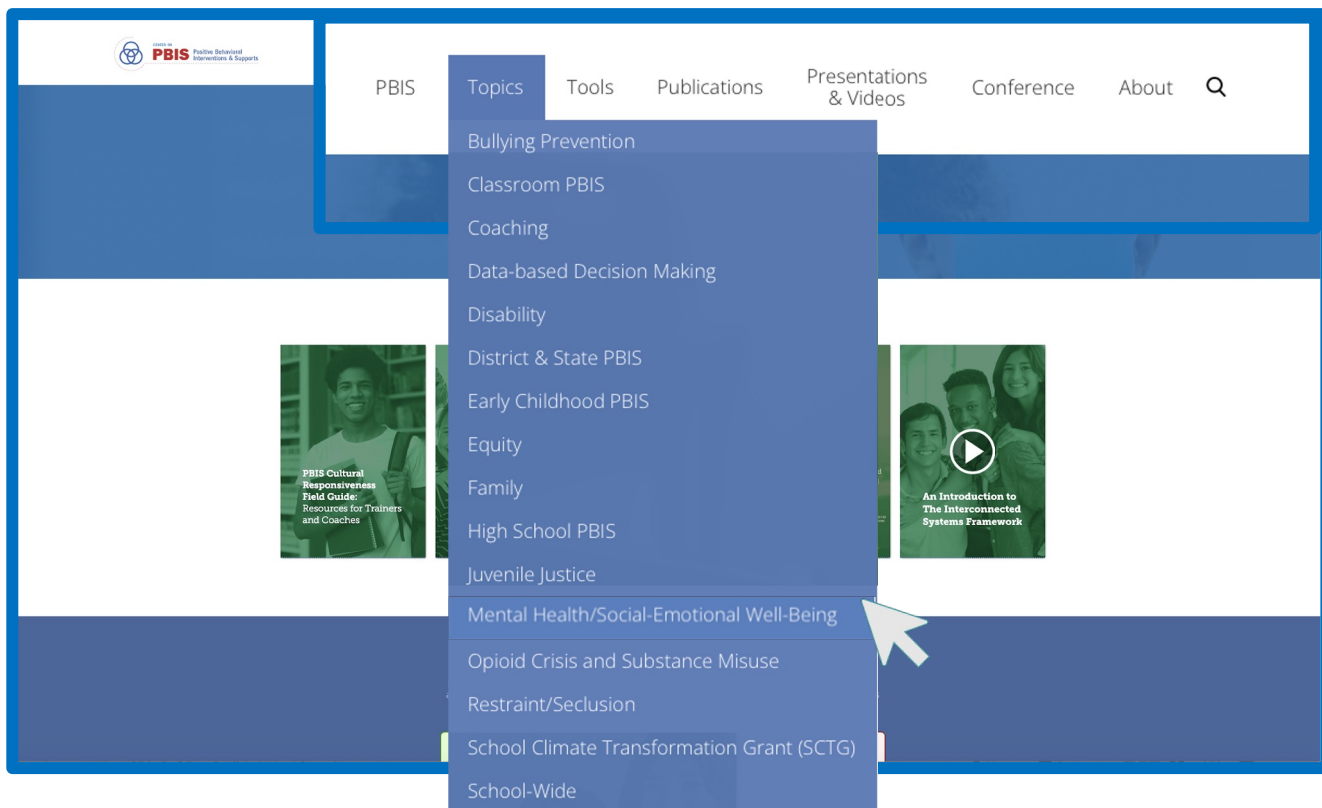 CENTER ON
PBIS Positive Behavioral
Interventions & Supports
PBIS
Topics
Tools
Publications
Presentations
& Videos
Conference
About
Bullying Prevention
Classroom PBIS
Coaching
Data-based Decision Making
Disability
District & State PBIS
Early Childhood PBIS
Equity
Family
High School PBIS
Juvenile Justice
Mental Health/Social-Emotional Well-Being
Opioid Crisis and Substance Misuse
Restraint/Seclusion
School Climate Transformation Grant (SCTG)
School-Wide
PBIS Cultural
Responsiveness
Field Guide:
Resources for Trainers
and Coaches
An Introduction to
The Interconnected
Systems Framework